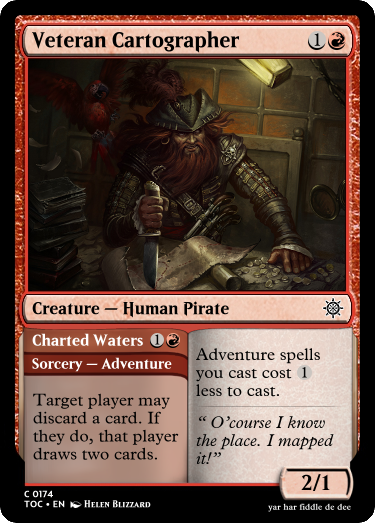 Veteran Cartographer 1
Creature — Human Pirate
Charted Waters 1
Sorcery — Adventure
Target player may
discard a card. If
they do, that player
draws two cards.
Adventure spells
you cast cost 1
less to cast.
“ O'course I know
the place. I mapped
it!”
2/1
C 0174
TOC • EN Helen Blizzard
yar har fiddle de dee